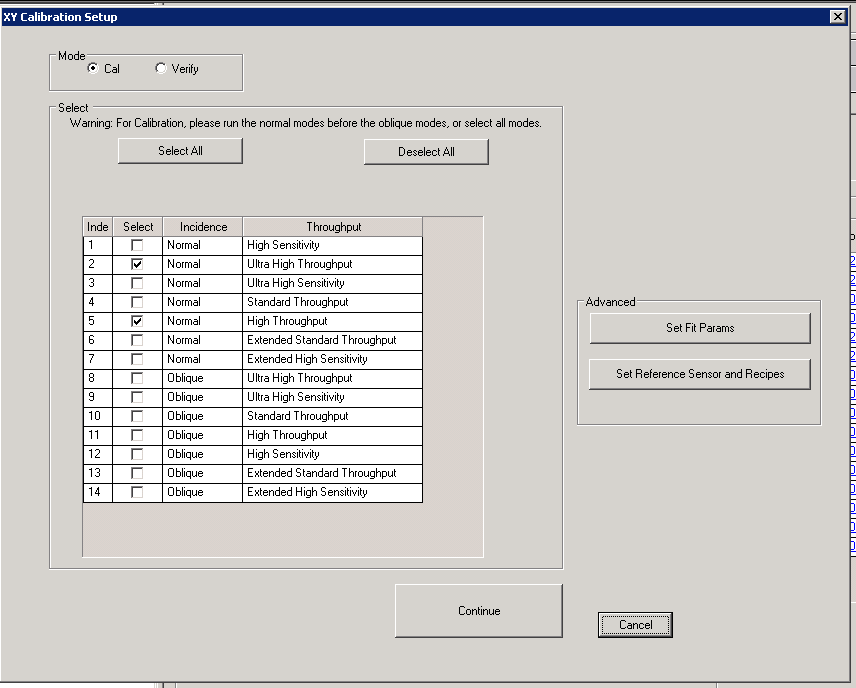 XY Calibration Setup
Mode
Cal Verify
Select
Warning: For Calibration, please run the normal modes before the oblique modes, or select all modes.
Select All Deselect All
Inde Select Incidence Throughput
1 Normal High Sensitivity
2 Normal Ultra High Throughput
3 Normal Ultra High Sensitivity
4 Normal Standard Throughput
5 Normal High Throughput
6 Normal Extended Standard Throughput
7 Normal Extended High Sensitivity
8 Oblique Ultra High Throughput
9 Oblique Ultra High Sensitivity
10 Oblique Standard Throughput
11 Oblique High Throughput
12 Oblique High Sensitivity
13 Oblique Extended Standard Throughput
14 Oblique Extended High Sensitivity
Advanced
Set Fit Params
Set Reference Sensor and Recipes
Continue
Cancel